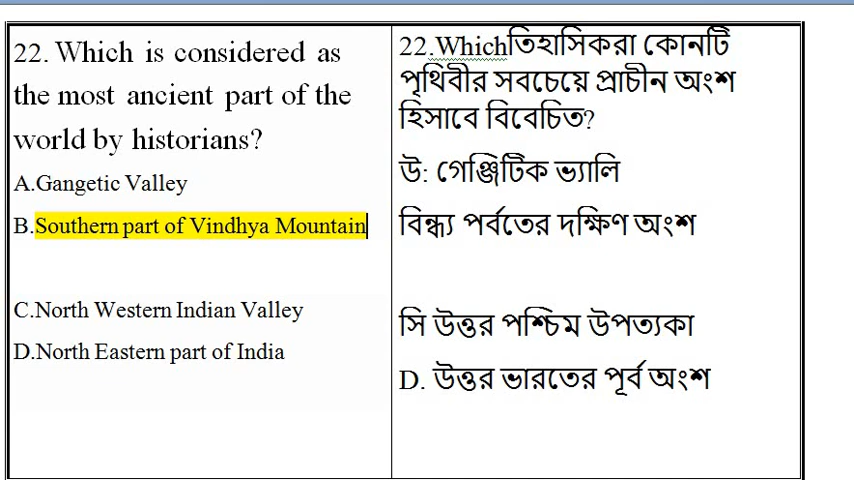 22. Which is considered as
the most ancient part of the
world by historians?
A.Gangetic Valley
B.Southern part of Vindhya Mountain
C.North Western Indian Valley
D.North Eastern part of India
22.Whichতিহাসিকরা কোনটি
পৃথিবীর সবচেয়ে প্রাচীন অংশ
হিসাবে বিবেচিত?
উ: গেঞ্জিটিক ভ্যালি
বিন্ধ্য পর্বতের দক্ষিণ অংশ
সি উত্তর পশ্চিম উপত্যকা
D. উত্তর ভারতের পূর্ব অংশ